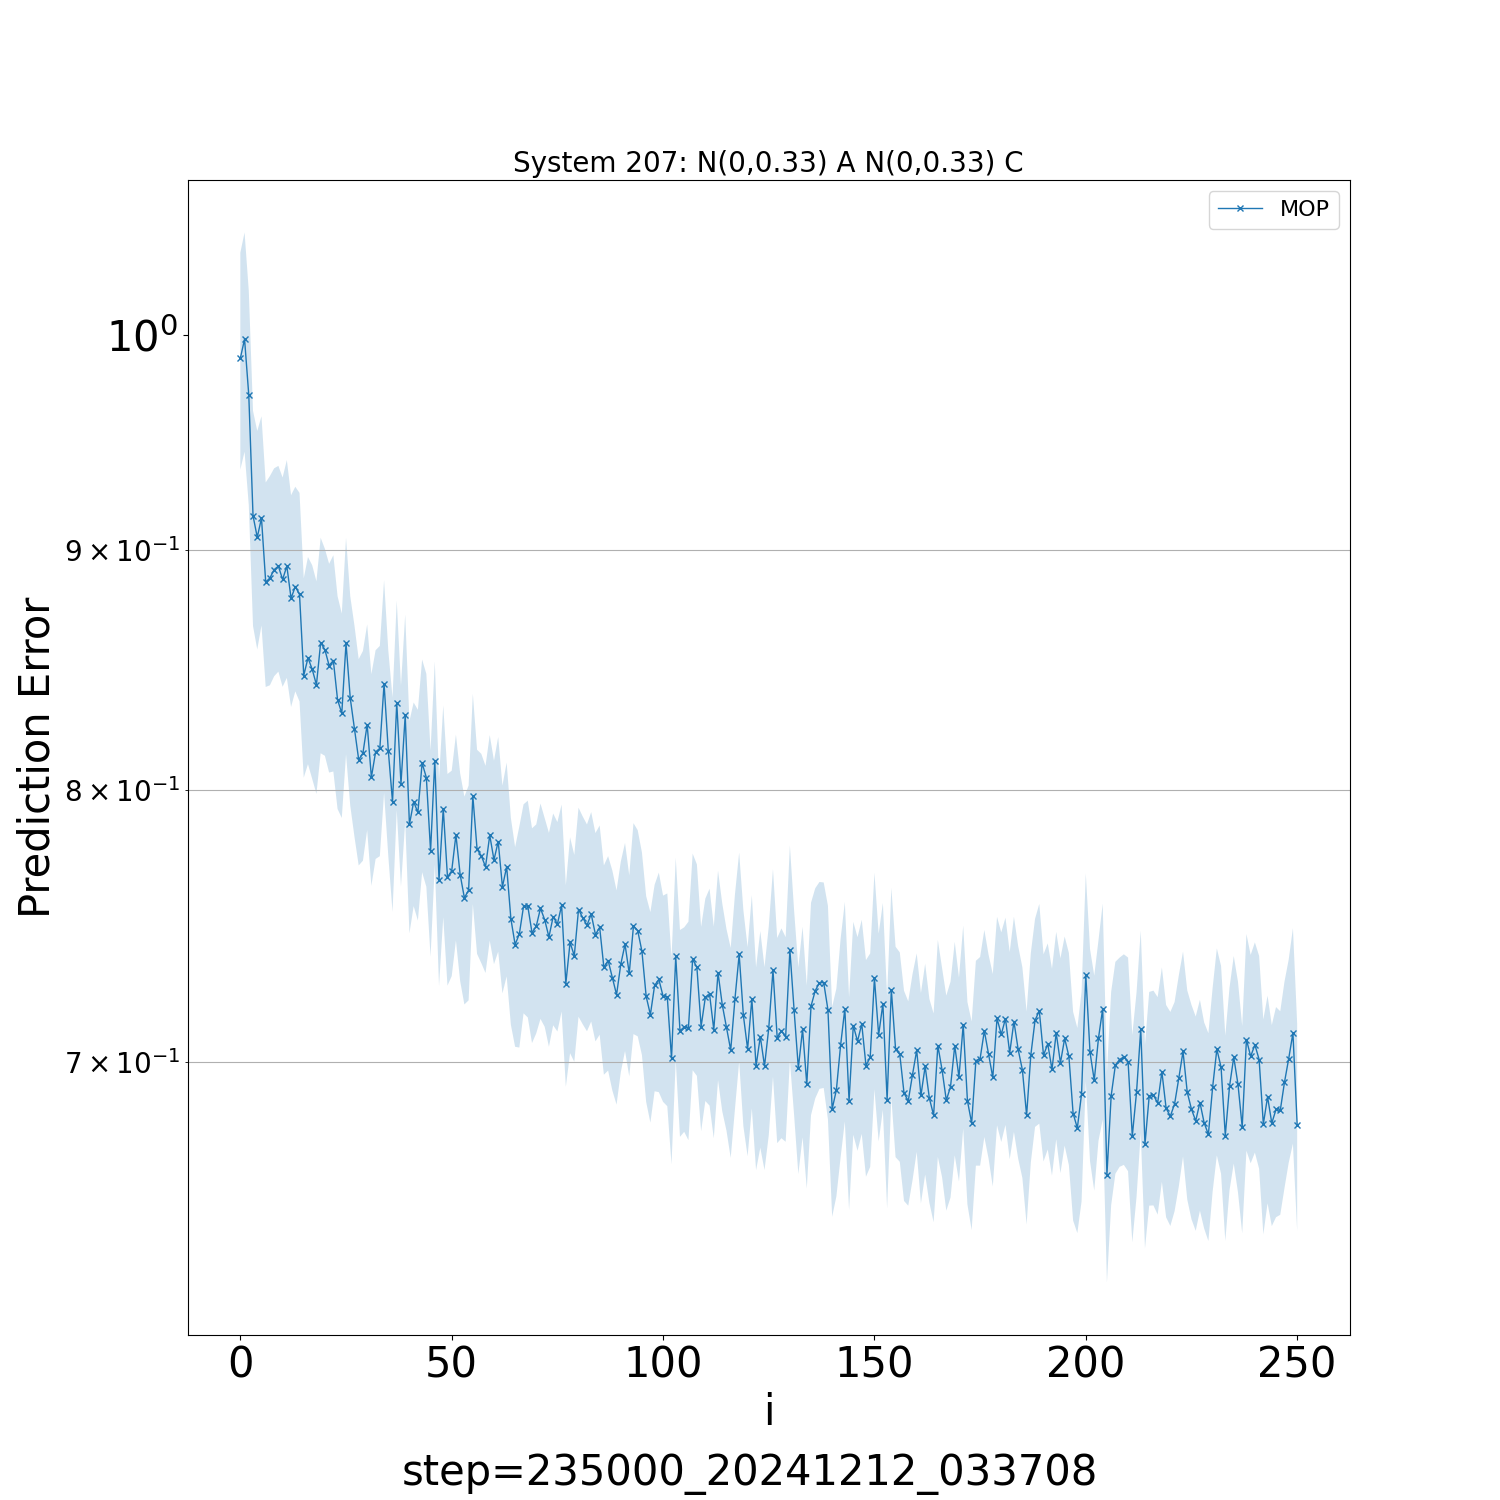 System 207: N(0,0.33) A N(0,0.33) C
MOP
10⁰
9 × 10⁻¹
8 × 10⁻¹
7 × 10⁻¹
Prediction Error
0 50 100 150 200 250
i
step=235000_20241212_033708